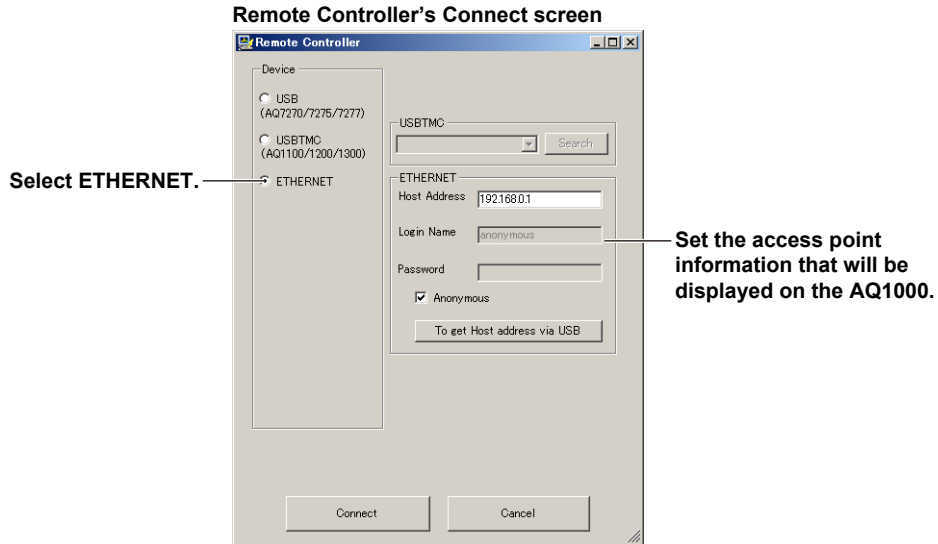 Remote Controller's Connect screen
Remote Controller
Device
USB
(AQ7270/7275/7277)
USBTMC
(AQ1100/1200/1300)
ETHERNET
Select ETHERNET.
USBTMC
Search
ETHERNET
Host Address
192.168.0.1
Login Name
anonymous
Password
Anonymous
To get Host address via USB
Set the access point
information that will be
displayed on the AQ1000.
Connect
Cancel